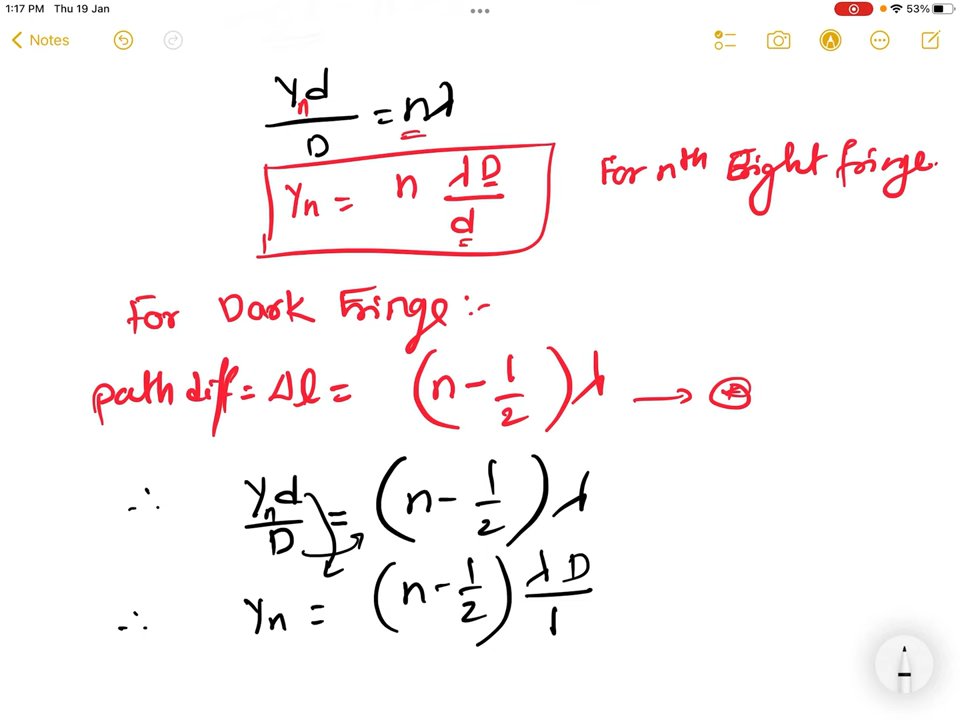 1:17 PM Thu 19 Jan 53%
Notes
Ynd/D = nλ
Yn = n λD/d
For nth Bright fringe.
For Dark Fringe :-
path diff = Δl = (n - 1/2)λ → *
∴ Ynd/D = (n - 1/2)λ
∴ Yn = (n - 1/2) λD/1